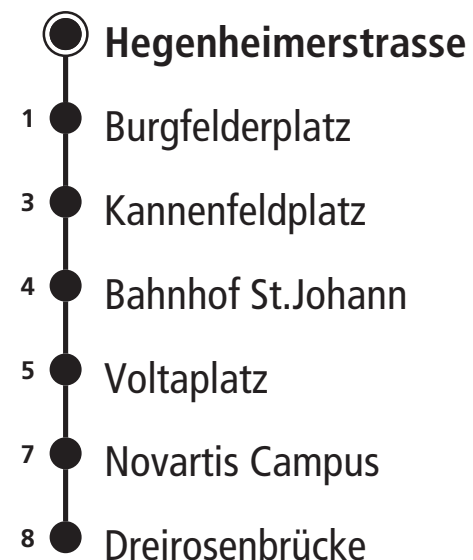 Hegenheimerstrasse
1 Burgfelderplatz
3 Kannenfeldplatz
4 Bahnhof St.Johann
5 Voltaplatz
7 Novartis Campus
8 Dreirosenbrücke